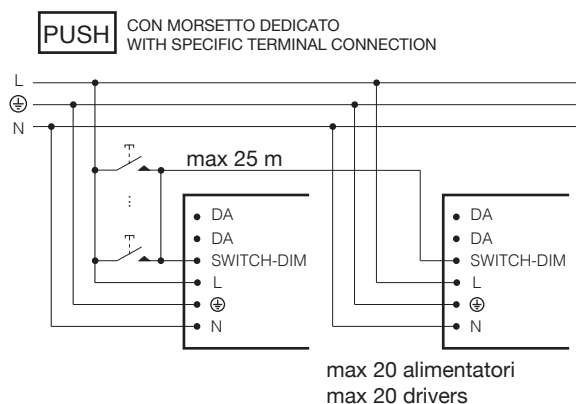 PUSH
CON MORSETTO DEDICATO
WITH SPECIFIC TERMINAL CONNECTION
L
N
max 25 m
DA
DA
SWITCH-DIM
L
N
DA
DA
SWITCH-DIM
L
N
max 20 alimentatori
max 20 drivers